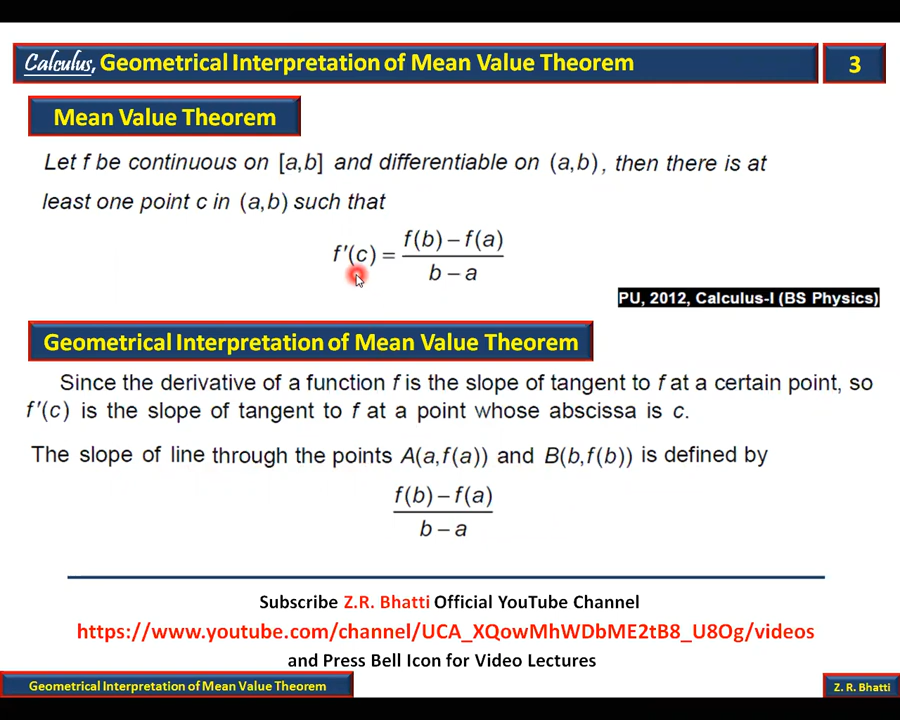 Calculus, Geometrical Interpretation of Mean Value Theorem
3
Mean Value Theorem
Let f be continuous on [a,b] and differentiable on (a,b), then there is at
least one point c in (a,b) such that
f'(c) = (f(b) – f(a)) / (b – a)
PU, 2012, Calculus-I (BS Physics)
Geometrical Interpretation of Mean Value Theorem
Since the derivative of a function f is the slope of tangent to f at a certain point, so
f'(c) is the slope of tangent to f at a point whose abscissa is c.
The slope of line through the points A(a,f(a)) and B(b,f(b)) is defined by
(f(b) – f(a)) / (b – a)
Subscribe Z.R. Bhatti Official YouTube Channel
https://www.youtube.com/channel/UCA_XQowMhWDbME2tB8_U8Og/videos
and Press Bell Icon for Video Lectures
Geometrical Interpretation of Mean Value Theorem
Z. R. Bhatti